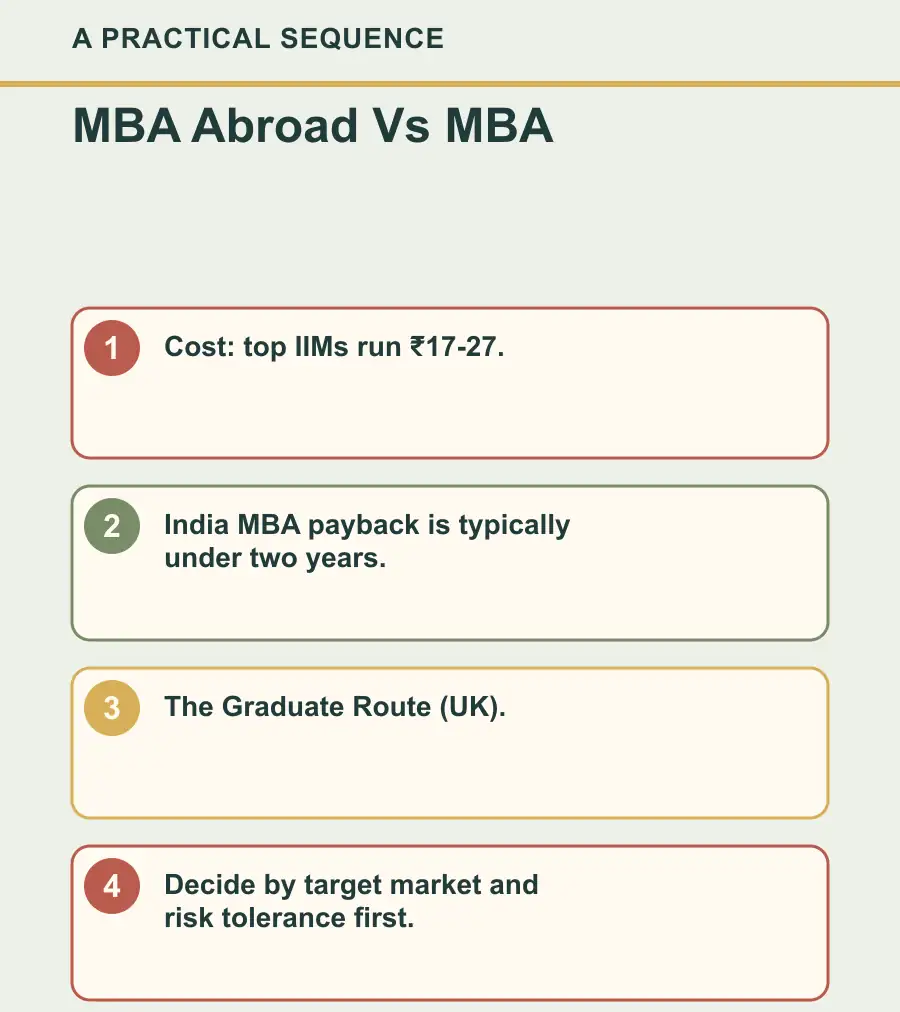 A PRACTICAL SEQUENCE
MBA Abroad Vs MBA
1
Cost: top IIMs run ₹17-27.
2
India MBA payback is typically
under two years.
3
The Graduate Route (UK).
4
Decide by target market and
risk tolerance first.